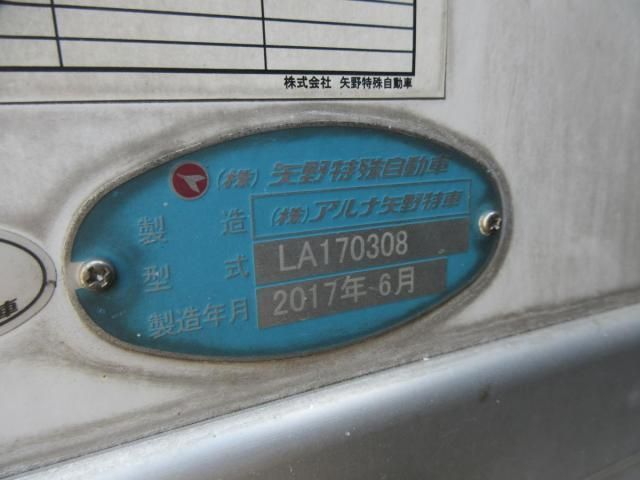 株式会社 矢野特殊自動車
(株)矢野特殊自動車
製造 (株)アルナ矢野特車
型式 LA170308
製造年月 2017年 6月
車